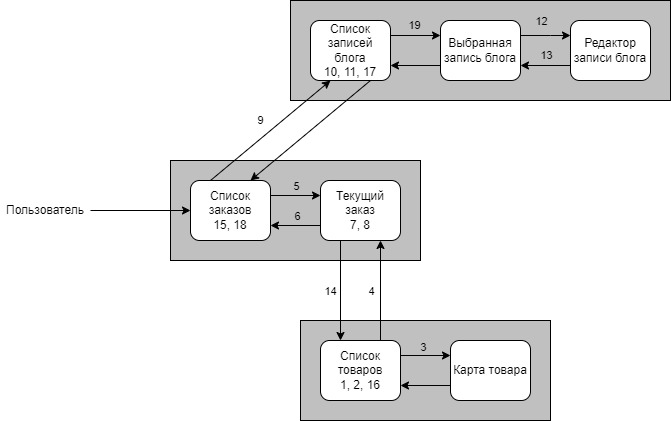 Список
записей
блога
10, 11, 17
19
Выбранная
запись блога
12
13
Редактор
записи блога
9
Пользователь
Список
заказов
15, 18
5
6
Текущий
заказ
7, 8
14
4
Список
товаров
1, 2, 16
3
Карта товара